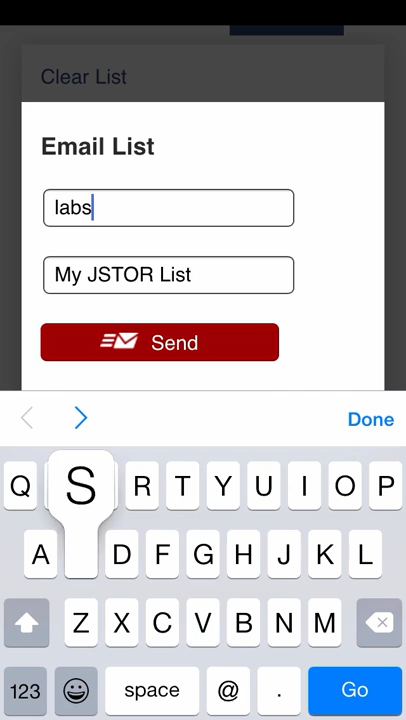 Clear List
Email List
labs
My JSTOR List
Send
Done
Q S R T Y U I O P
A D F G H J K L
Z X C V B N M
123 space @ . Go